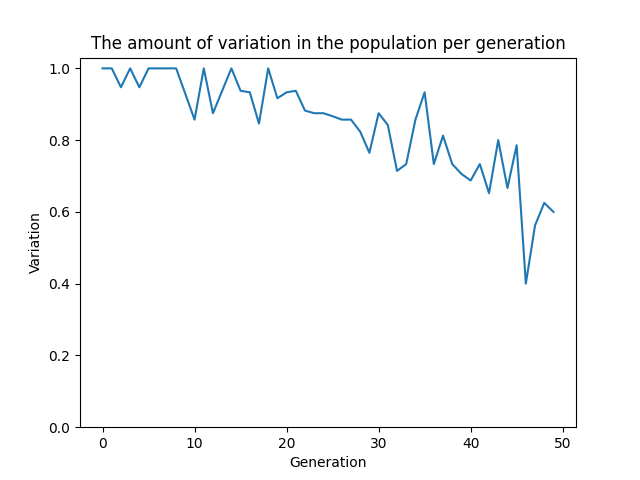 The amount of variation in the population per generation
1.0
0.8
0.6
0.4
0.2
0.0
Variation
0 10 20 30 40 50
Generation